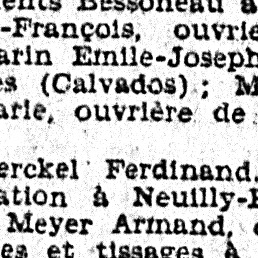 ents Bessoneau à
-François, ouvrie
arin Emile-Joseph
es (Calvados) ; M
arie, ouvrière de
erckel Ferdinand,
ation à Neuilly-
Meyer Armand,
es et tissages à